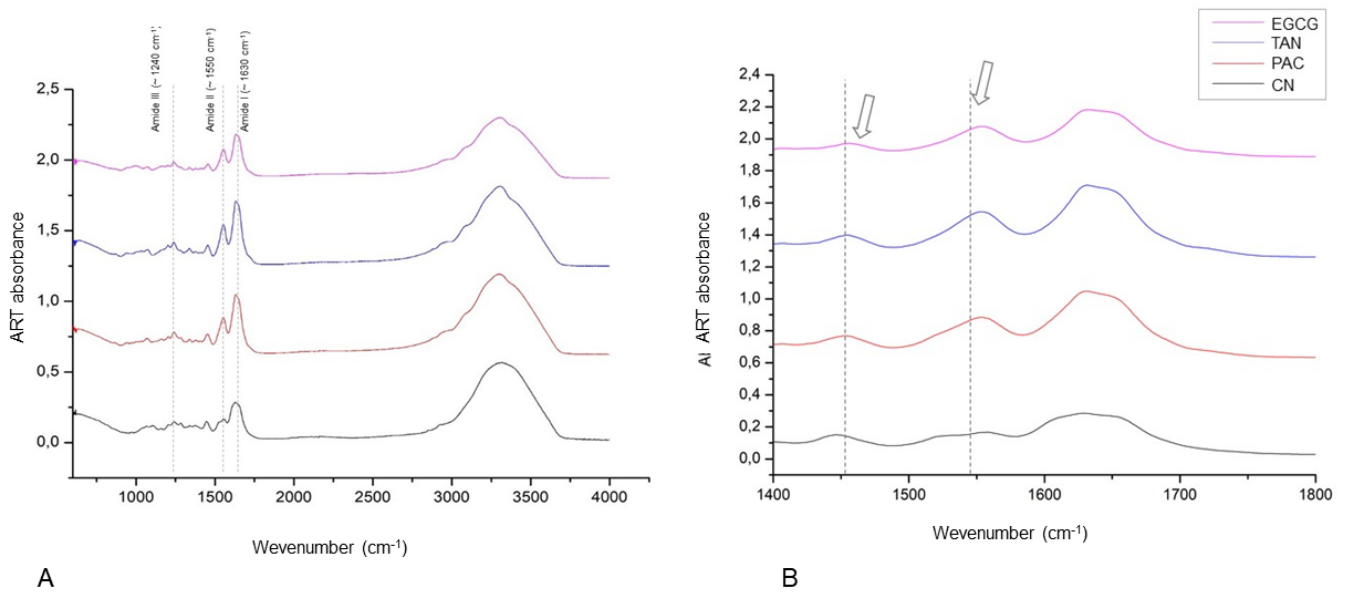 Amide III (~ 1240 cm⁻¹)
Amide II (~ 1550 cm⁻¹)
Amide I (~ 1630 cm⁻¹)
2,5
2,0
1,5
1,0
0,5
0,0
ART absorbance
1000 1500 2000 2500 3000 3500 4000
Wevenumber (cm⁻¹)
A
EGCG
TAN
PAC
CN
2,4
2,2
2,0
1,8
1,6
1,4
1,2
1,0
0,8
0,6
0,4
0,2
0,0
Al ART absorbance
1400 1500 1600 1700 1800
Wevenumber (cm⁻¹)
B